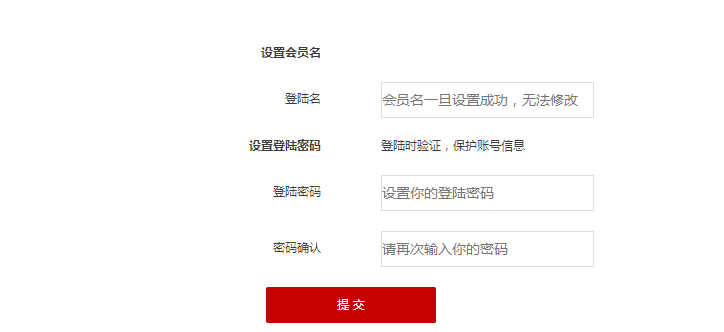 设置会员名
登陆名 会员名一旦设置成功，无法修改
设置登陆密码 登陆时验证，保护账号信息
登陆密码 设置你的登陆密码
密码确认 请再次输入你的密码
提 交